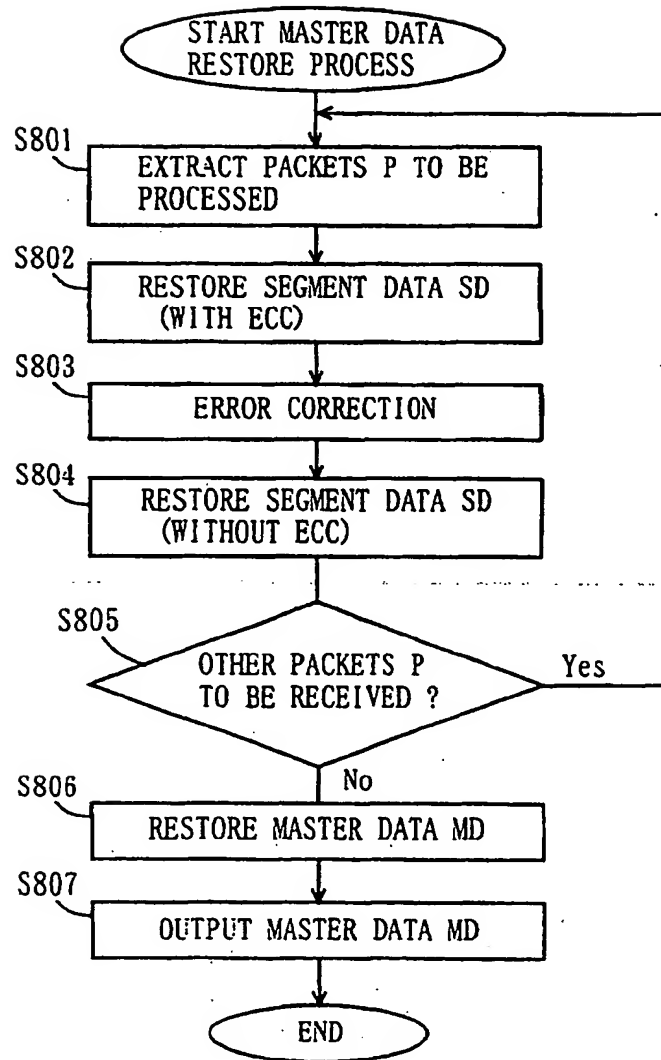 START MASTER DATA
RESTORE PROCESS
S801
EXTRACT PACKETS P TO BE
PROCESSED
S802
RESTORE SEGMENT DATA SD
(WITH ECC)
S803
ERROR CORRECTION
S804
RESTORE SEGMENT DATA SD
(WITHOUT ECC)
S805
OTHER PACKETS P
TO BE RECEIVED ?
Yes
No
S806
RESTORE MASTER DATA MD
S807
OUTPUT MASTER DATA MD
END